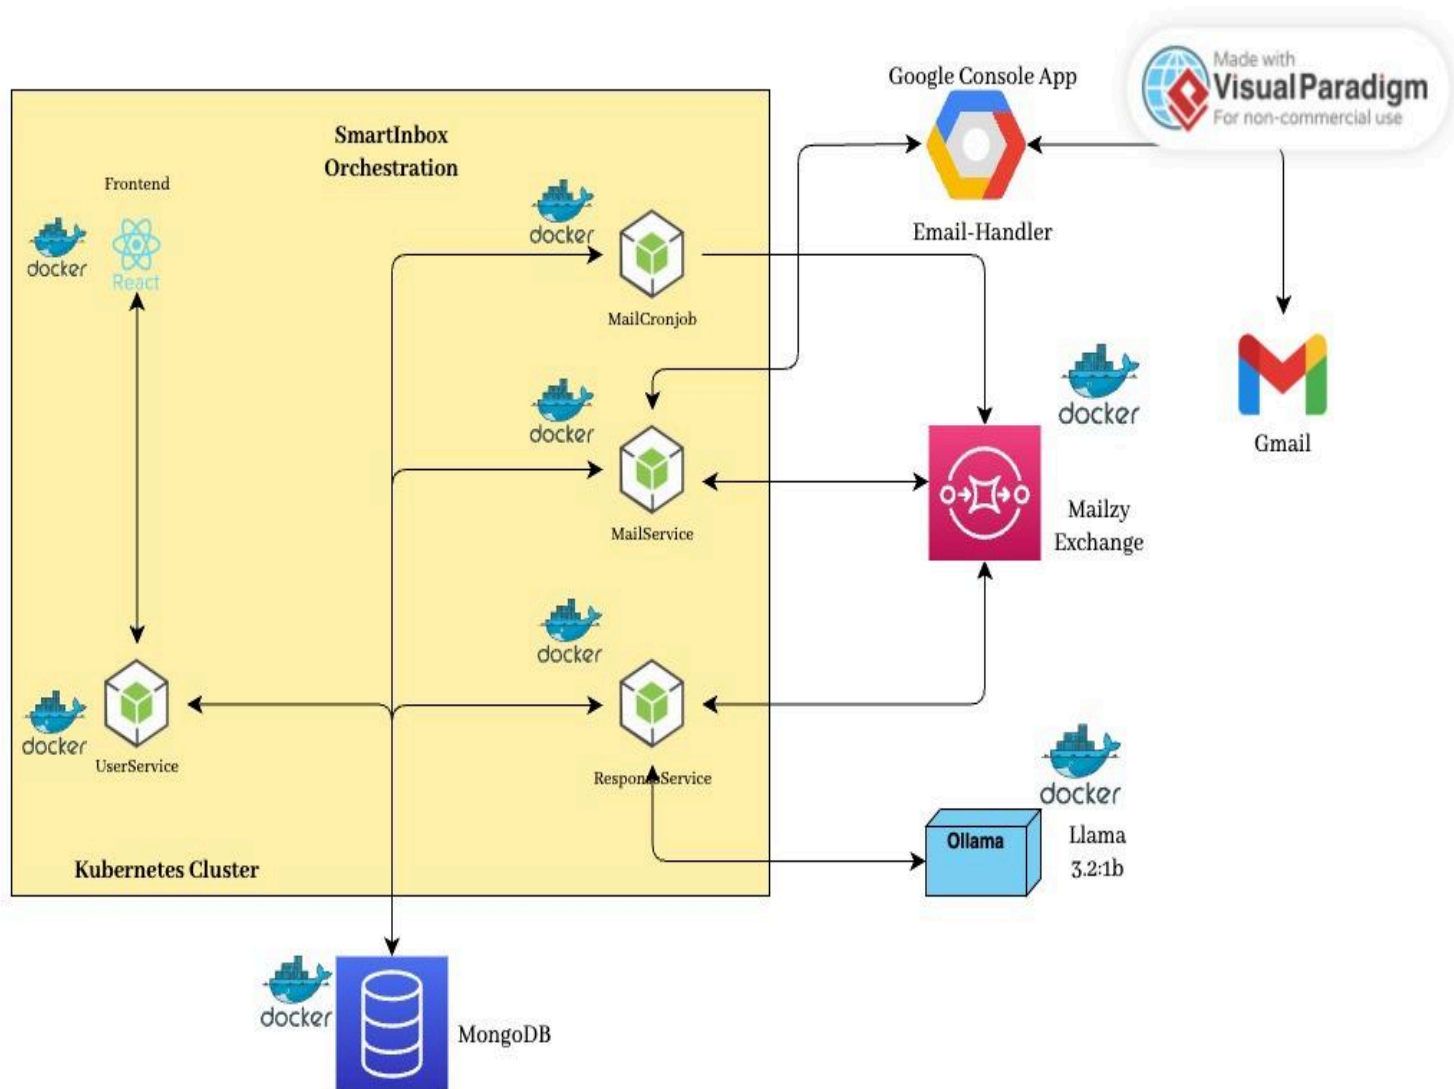 Made with
Visual Paradigm
For non-commercial use
Google Console App
SmartInbox
Orchestration
Frontend
docker
docker
React
Email-Handler
MailCronjob
docker
docker
Gmail
MailService
Mailzy
Exchange
docker
docker
UserService
ResponseService
docker
Ollama
Llama
3.2:1b
Kubernetes Cluster
docker
MongoDB